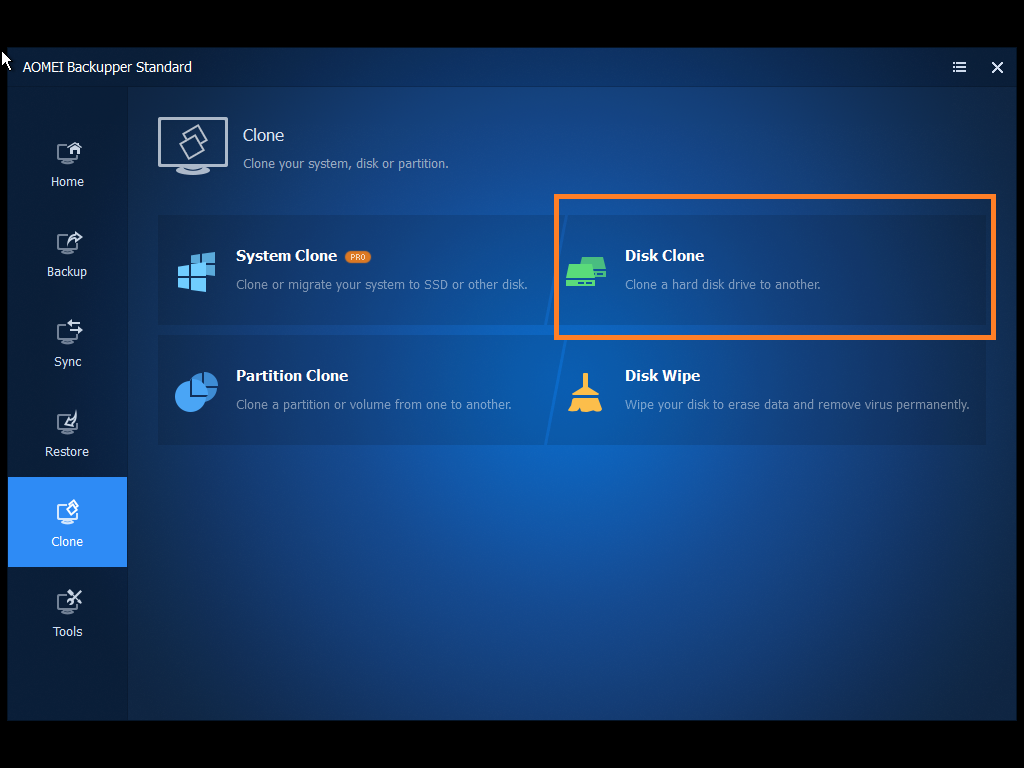 AOMEI Backupper Standard
Home
Backup
Sync
Restore
Clone
Tools
Clone
Clone your system, disk or partition.
System Clone PRO
Clone or migrate your system to SSD or other disk.
Disk Clone
Clone a hard disk drive to another.
Partition Clone
Clone a partition or volume from one to another.
Disk Wipe
Wipe your disk to erase data and remove virus permanently.